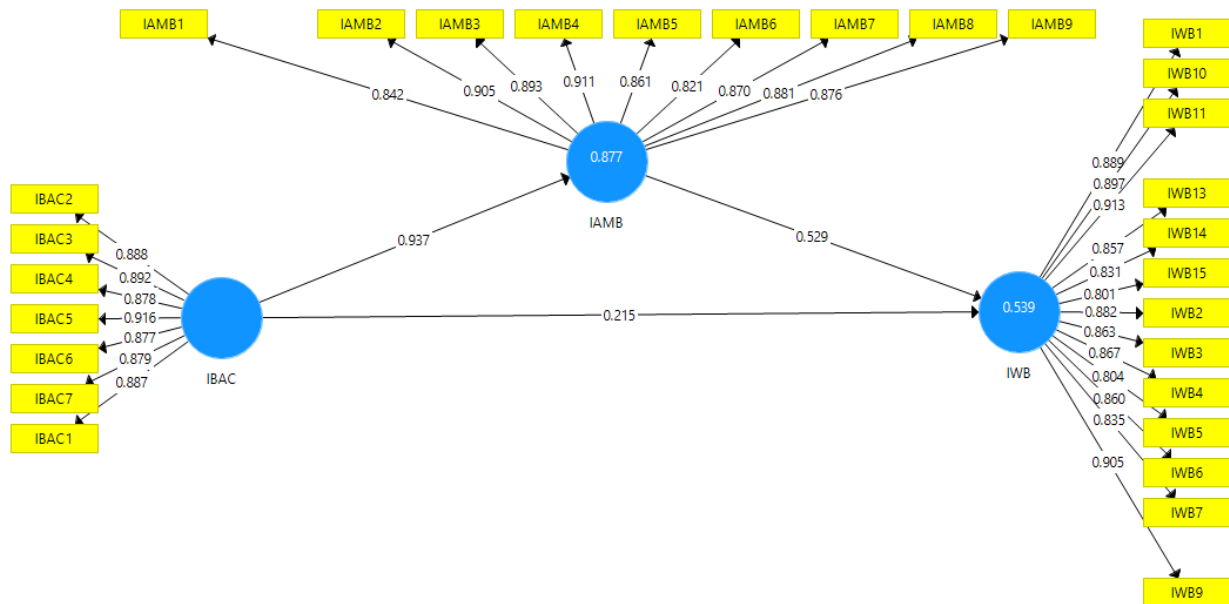 IAMB1 IAMB2 IAMB3 IAMB4 IAMB5 IAMB6 IAMB7 IAMB8 IAMB9
0.842 0.905 0.893 0.911 0.861 0.821 0.870 0.881 0.876
0.877
IAMB
IBAC2
IBAC3
IBAC4
IBAC5
IBAC6
IBAC7
IBAC1
0.888
0.892
0.878
0.916
0.877
0.879
0.887
IBAC
0.937
0.529
0.215
0.539
IWB
0.889
0.897
0.913
0.857
0.831
0.801
0.882
0.863
0.867
0.804
0.860
0.835
0.905
IWB1
IWB10
IWB11
IWB13
IWB14
IWB15
IWB2
IWB3
IWB4
IWB5
IWB6
IWB7
IWB9